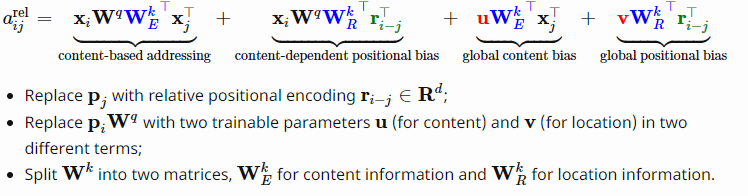 $a_{ij}^{\text{rel}} = \underbrace{\mathbf{x}_i \mathbf{W}^q {\mathbf{W}_E^k}^\top \mathbf{x}_j^\top}_{\text{content-based addressing}} + \underbrace{\mathbf{x}_i \mathbf{W}^q {\mathbf{W}_R^k}^\top \mathbf{r}_{i-j}^\top}_{\text{content-dependent positional bias}} + \underbrace{\mathbf{u} {\mathbf{W}_E^k}^\top \mathbf{x}_j^\top}_{\text{global content bias}} + \underbrace{\mathbf{v} {\mathbf{W}_R^k}^\top \mathbf{r}_{i-j}^\top}_{\text{global positional bias}}$
• Replace $\mathbf{p}_j$ with relative positional encoding $\mathbf{r}_{i-j} \in \mathbf{R}^d$;
• Replace $\mathbf{p}_i \mathbf{W}^q$ with two trainable parameters $\mathbf{u}$ (for content) and $\mathbf{v}$ (for location) in two
different terms;
• Split $\mathbf{W}^k$ into two matrices, $\mathbf{W}_E^k$ for content information and $\mathbf{W}_R^k$ for location information.